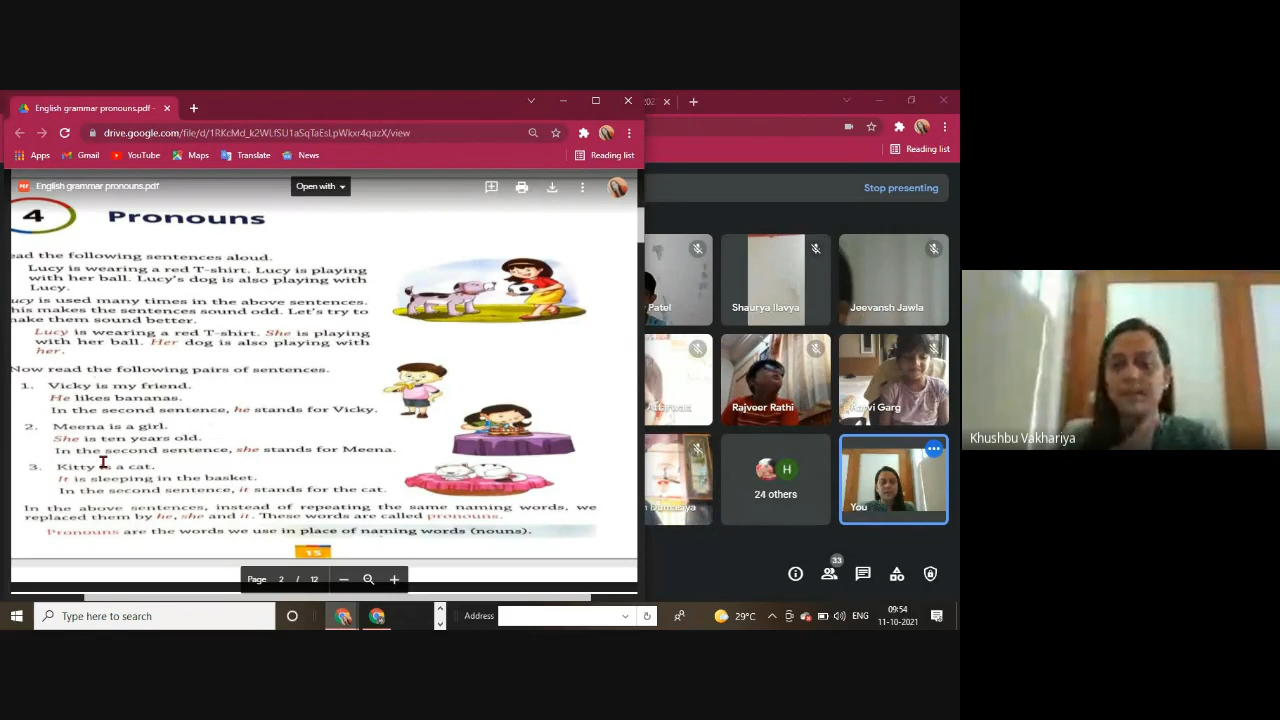 English grammar pronouns.pdf -
202
drive.google.com/file/d/1RKcMd_k2WLfSU1aSqTaEsLpWkxr4qazX/view
Apps Gmail YouTube Maps Translate News Reading list
Reading list
English grammar pronouns.pdf
Open with
Stop presenting
4 Pronouns
ead the following sentences aloud.
Lucy is wearing a red T-shirt. Lucy is playing
with her ball. Lucy's dog is also playing with
Lucy.
ucy is used many times in the above sentences.
his makes the sentences sound odd. Let's try to
nake them sound better.
Lucy is wearing a red T-shirt. She is playing
with her ball. Her dog is also playing with
her.
Now read the following pairs of sentences.
1. Vicky is my friend.
He likes bananas.
In the second sentence, he stands for Vicky.
2. Meena is a girl.
She is ten years old.
In the second sentence, she stands for Meena.
3. Kitty is a cat.
It is sleeping in the basket.
In the second sentence, it stands for the cat.
In the above sentences, instead of repeating the same naming words, we
replaced them by he, she and it. These words are called pronouns.
Pronouns are the words we use in place of naming words (nouns).
15
Page 2 / 12
Patel
Shaurya Ilavya
Jeevansh Jawla
Rajveer Rathi
Garg
H
24 others
You
33
Khushbu Vakhariya
Type here to search
Address
29°C
ENG
09:54
11-10-2021